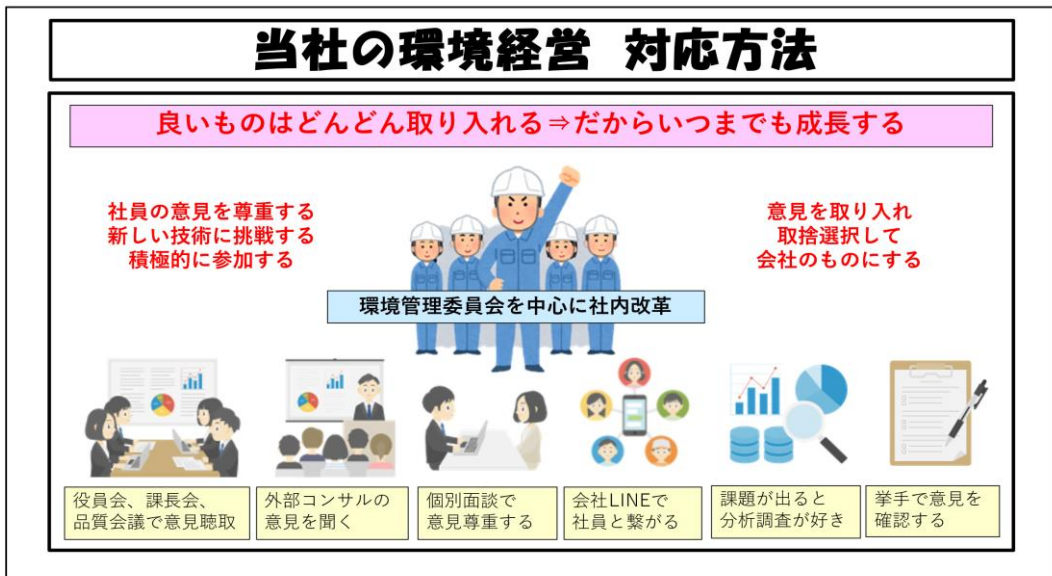 当社の環境経営 対応方法
良いものはどんどん取り入れる⇒だからいつまでも成長する
社員の意見を尊重する
新しい技術に挑戦する
積極的に参加する
意見を取り入れ
取捨選択して
会社のものにする
環境管理委員会を中心に社内改革
役員会、課長会、
品質会議で意見聴取
外部コンサルの
意見を聞く
個別面談で
意見尊重する
会社LINEで
社員と繋がる
課題が出ると
分析調査が好き
挙手で意見を
確認する